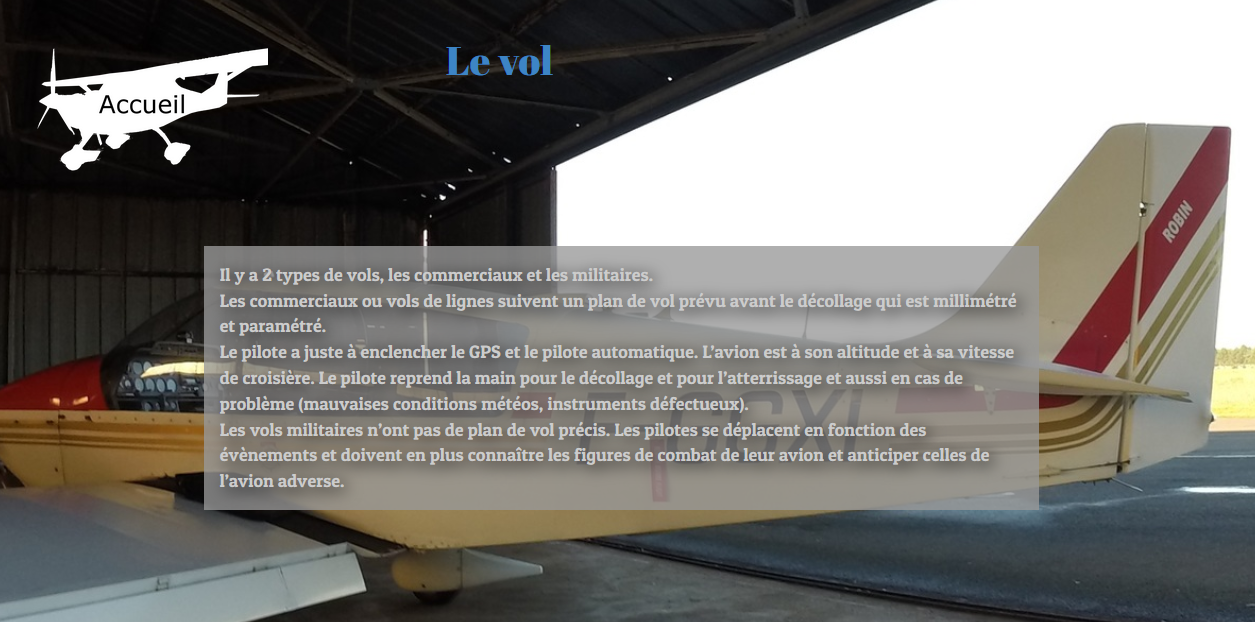 Le vol
Accueil
ROBIN
Il y a 2 types de vols, les commerciaux et les militaires.
Les commerciaux ou vols de lignes suivent un plan de vol prévu avant le décollage qui est millimétré
et paramétré.
Le pilote a juste à enclencher le GPS et le pilote automatique. L’avion est à son altitude et à sa vitesse
de croisière. Le pilote reprend la main pour le décollage et pour l’atterrissage et aussi en cas de
problème (mauvaises conditions météos, instruments défectueux).
Les vols militaires n’ont pas de plan de vol précis. Les pilotes se déplacent en fonction des
évènements et doivent en plus connaître les figures de combat de leur avion et anticiper celles de
l’avion adverse.